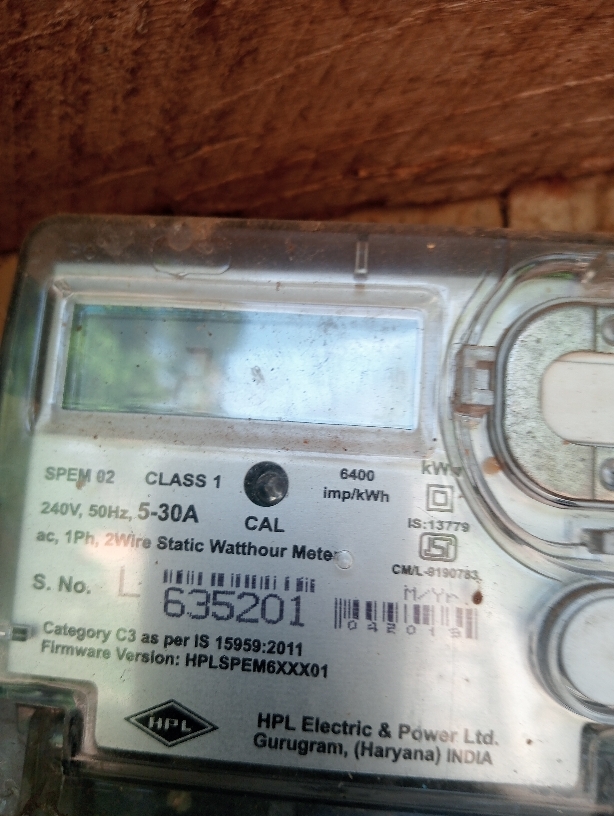 SPEM 02 CLASS 1 6400 imp/kWh kWh
240V, 50Hz, 5-30A CAL IS:13779
ac, 1Ph, 2Wire Static Watthour Meter
CM/L-9190783
S. No. L 635201 M/Yr.
042019
Category C3 as per IS 15959:2011
Firmware Version: HPLSPEM6XXX01
HPL
HPL Electric & Power Ltd.
Gurugram, (Haryana) INDIA